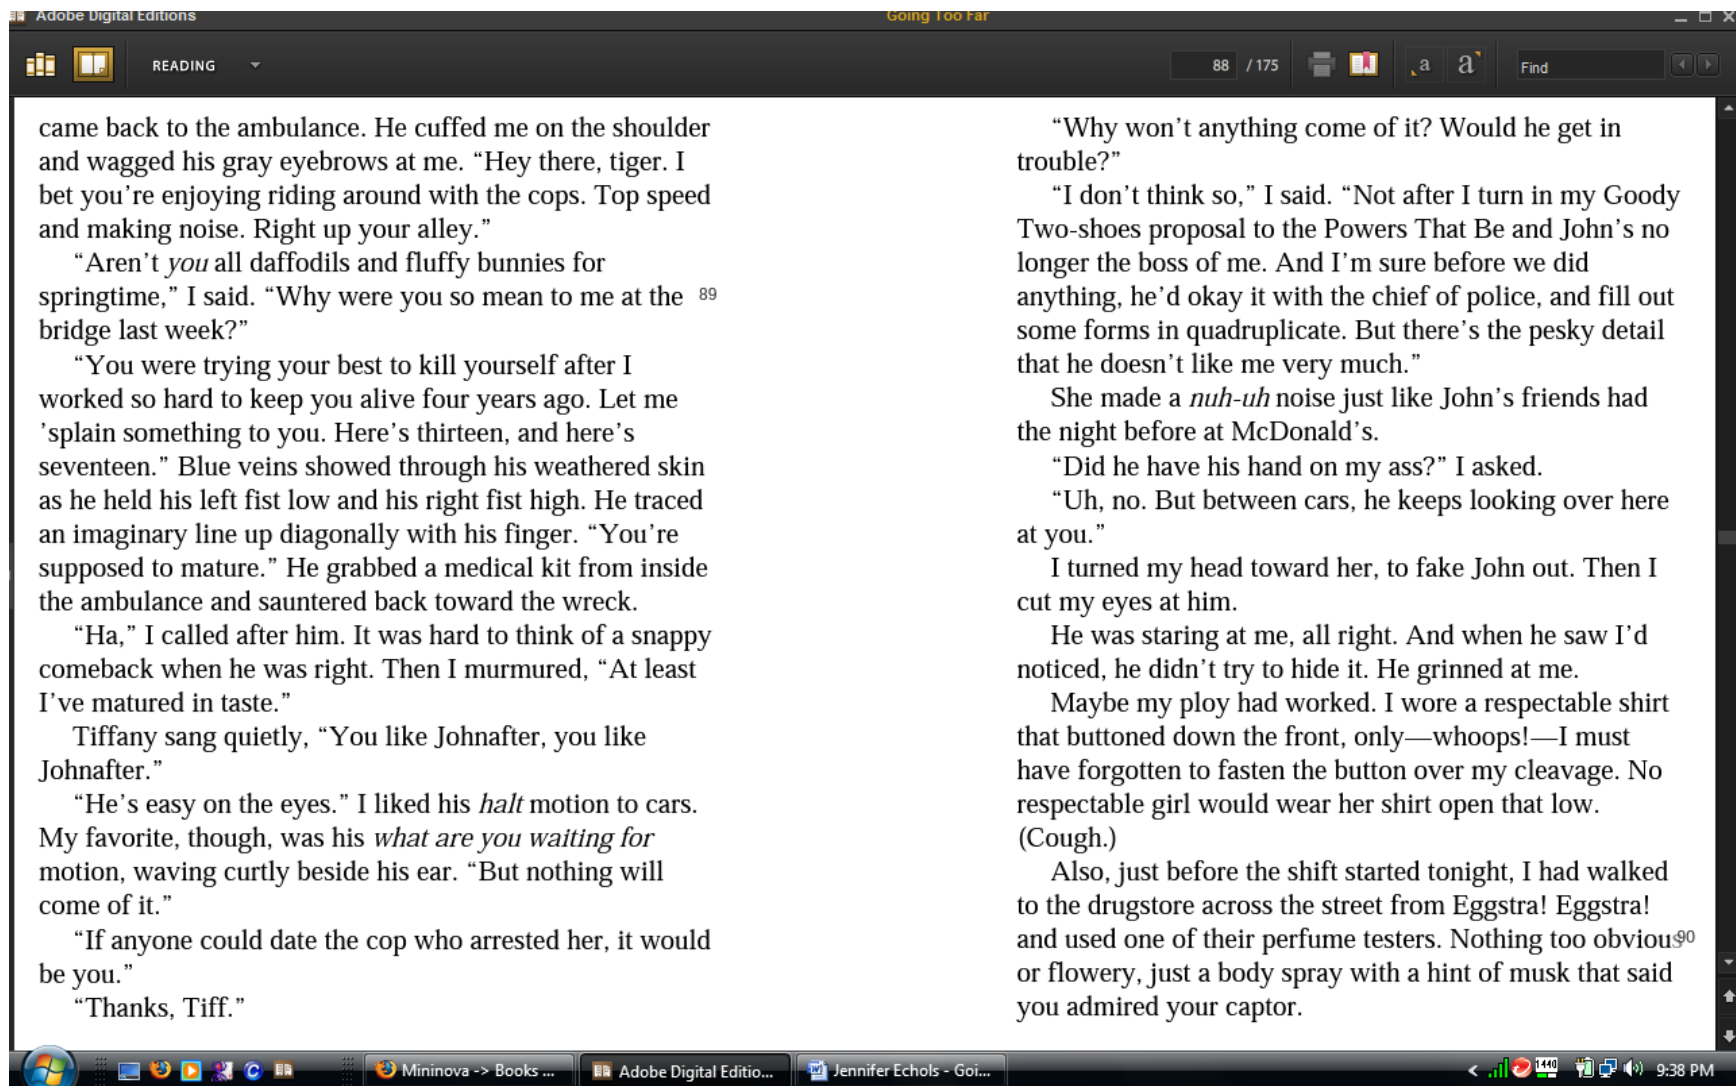 Adobe Digital Editions
Going Too Far
READING
88 / 175
a
a
Find
came back to the ambulance. He cuffed me on the shoulder
and wagged his gray eyebrows at me. “Hey there, tiger. I
bet you’re enjoying riding around with the cops. Top speed
and making noise. Right up your alley.”
“Aren’t you all daffodils and fluffy bunnies for
springtime,” I said. “Why were you so mean to me at the 89
bridge last week?”
“You were trying your best to kill yourself after I
worked so hard to keep you alive four years ago. Let me
’splain something to you. Here’s thirteen, and here’s
seventeen.” Blue veins showed through his weathered skin
as he held his left fist low and his right fist high. He traced
an imaginary line up diagonally with his finger. “You’re
supposed to mature.” He grabbed a medical kit from inside
the ambulance and sauntered back toward the wreck.
“Ha,” I called after him. It was hard to think of a snappy
comeback when he was right. Then I murmured, “At least
I’ve matured in taste.”
Tiffany sang quietly, “You like Johnafter, you like
Johnafter.”
“He’s easy on the eyes.” I liked his halt motion to cars.
My favorite, though, was his what are you waiting for
motion, waving curtly beside his ear. “But nothing will
come of it.”
“If anyone could date the cop who arrested her, it would
be you.”
“Thanks, Tiff.”
“Why won’t anything come of it? Would he get in
trouble?”
“I don’t think so,” I said. “Not after I turn in my Goody
Two-shoes proposal to the Powers That Be and John’s no
longer the boss of me. And I’m sure before we did
anything, he’d okay it with the chief of police, and fill out
some forms in quadruplicate. But there’s the pesky detail
that he doesn’t like me very much.”
She made a nuh-uh noise just like John’s friends had
the night before at McDonald’s.
“Did he have his hand on my ass?” I asked.
“Uh, no. But between cars, he keeps looking over here
at you.”
I turned my head toward her, to fake John out. Then I
cut my eyes at him.
He was staring at me, all right. And when he saw I’d
noticed, he didn’t try to hide it. He grinned at me.
Maybe my ploy had worked. I wore a respectable shirt
that buttoned down the front, only—whoops!—I must
have forgotten to fasten the button over my cleavage. No
respectable girl would wear her shirt open that low.
(Cough.)
Also, just before the shift started tonight, I had walked
to the drugstore across the street from Eggstra! Eggstra!
and used one of their perfume testers. Nothing too obvious 90
or flowery, just a body spray with a hint of musk that said
you admired your captor.
Mininova -> Books ...
Adobe Digital Editio...
Jennifer Echols - Goi...
1440
9:38 PM